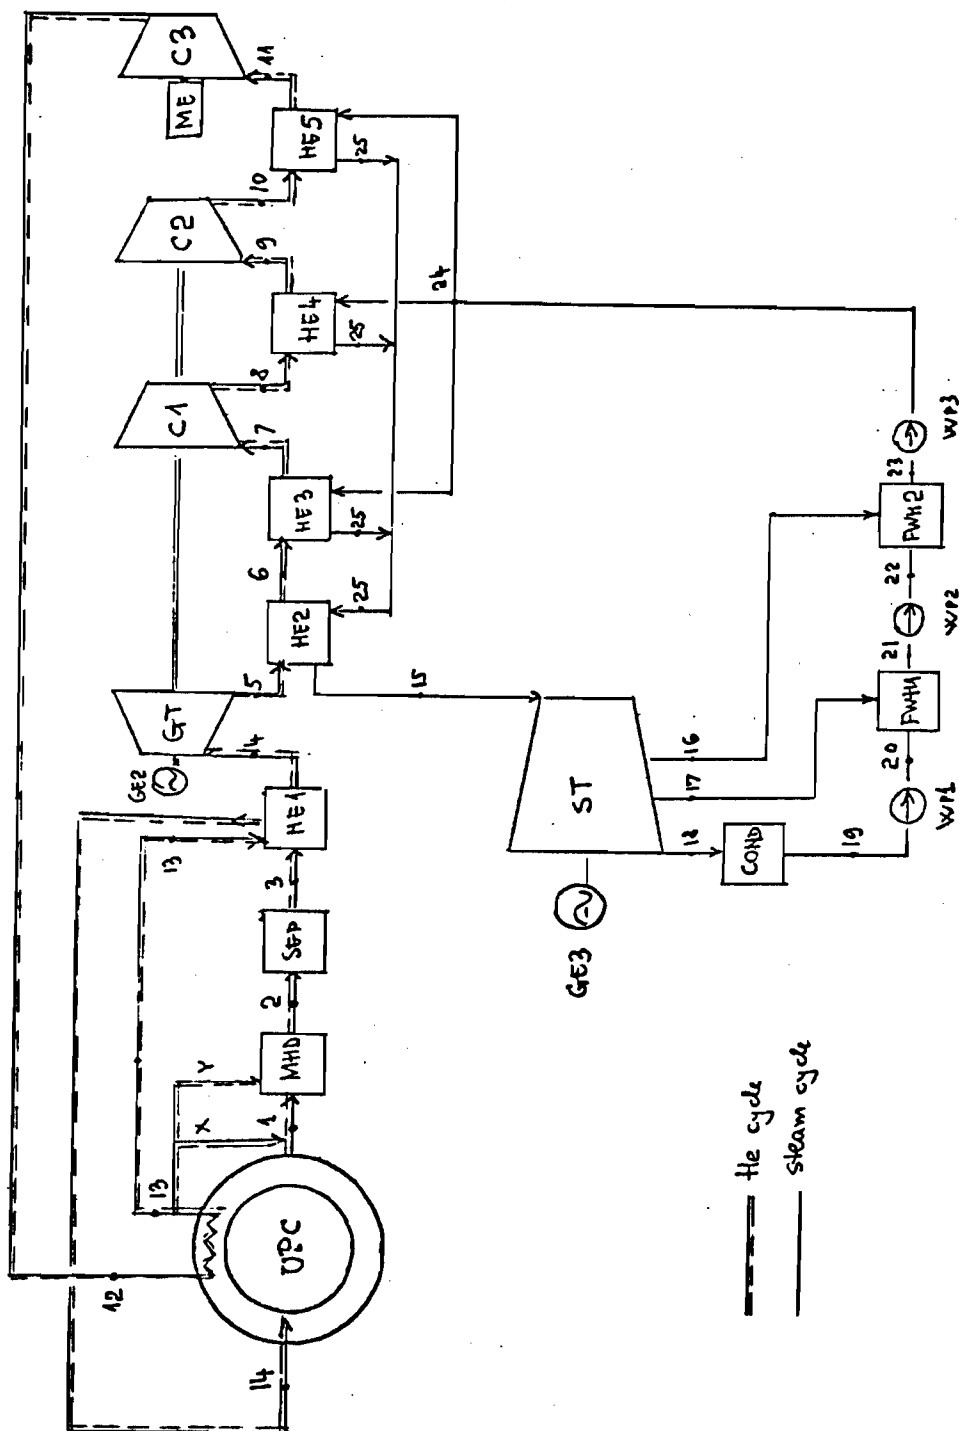 12
13
13
GE2
GT
C1
C2
ME
C3
14
UPC
X
Y
1
MHD
2
SEP
3
HE1
4
5
HE2
6
HE3
7
8
HE4
9
10
HE5
11
25
25
25
25
24
15
GE3
ST
18
17
16
COND
19
WP1
20
FWH1
21
WP2
22
FWH2
23
WP3
He cycle
steam cycle